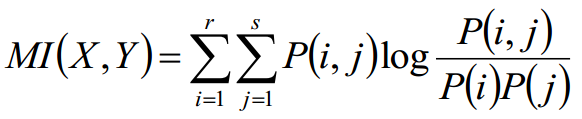 MI(X,Y) = \sum_{i=1}^{r} \sum_{j=1}^{s} P(i,j) \log \frac{P(i,j)}{P(i)P(j)}